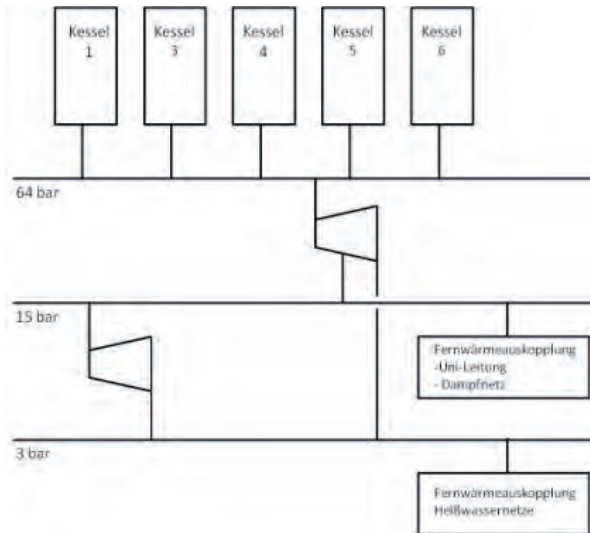 Kessel
1
Kessel
3
Kessel
4
Kessel
5
Kessel
6
64 bar
15 bar
Fernwärmeauskopplung
-Uni-Leitung
- Dampfnetz
3 bar
Fernwärmeauskopplung
Heißwassernetze